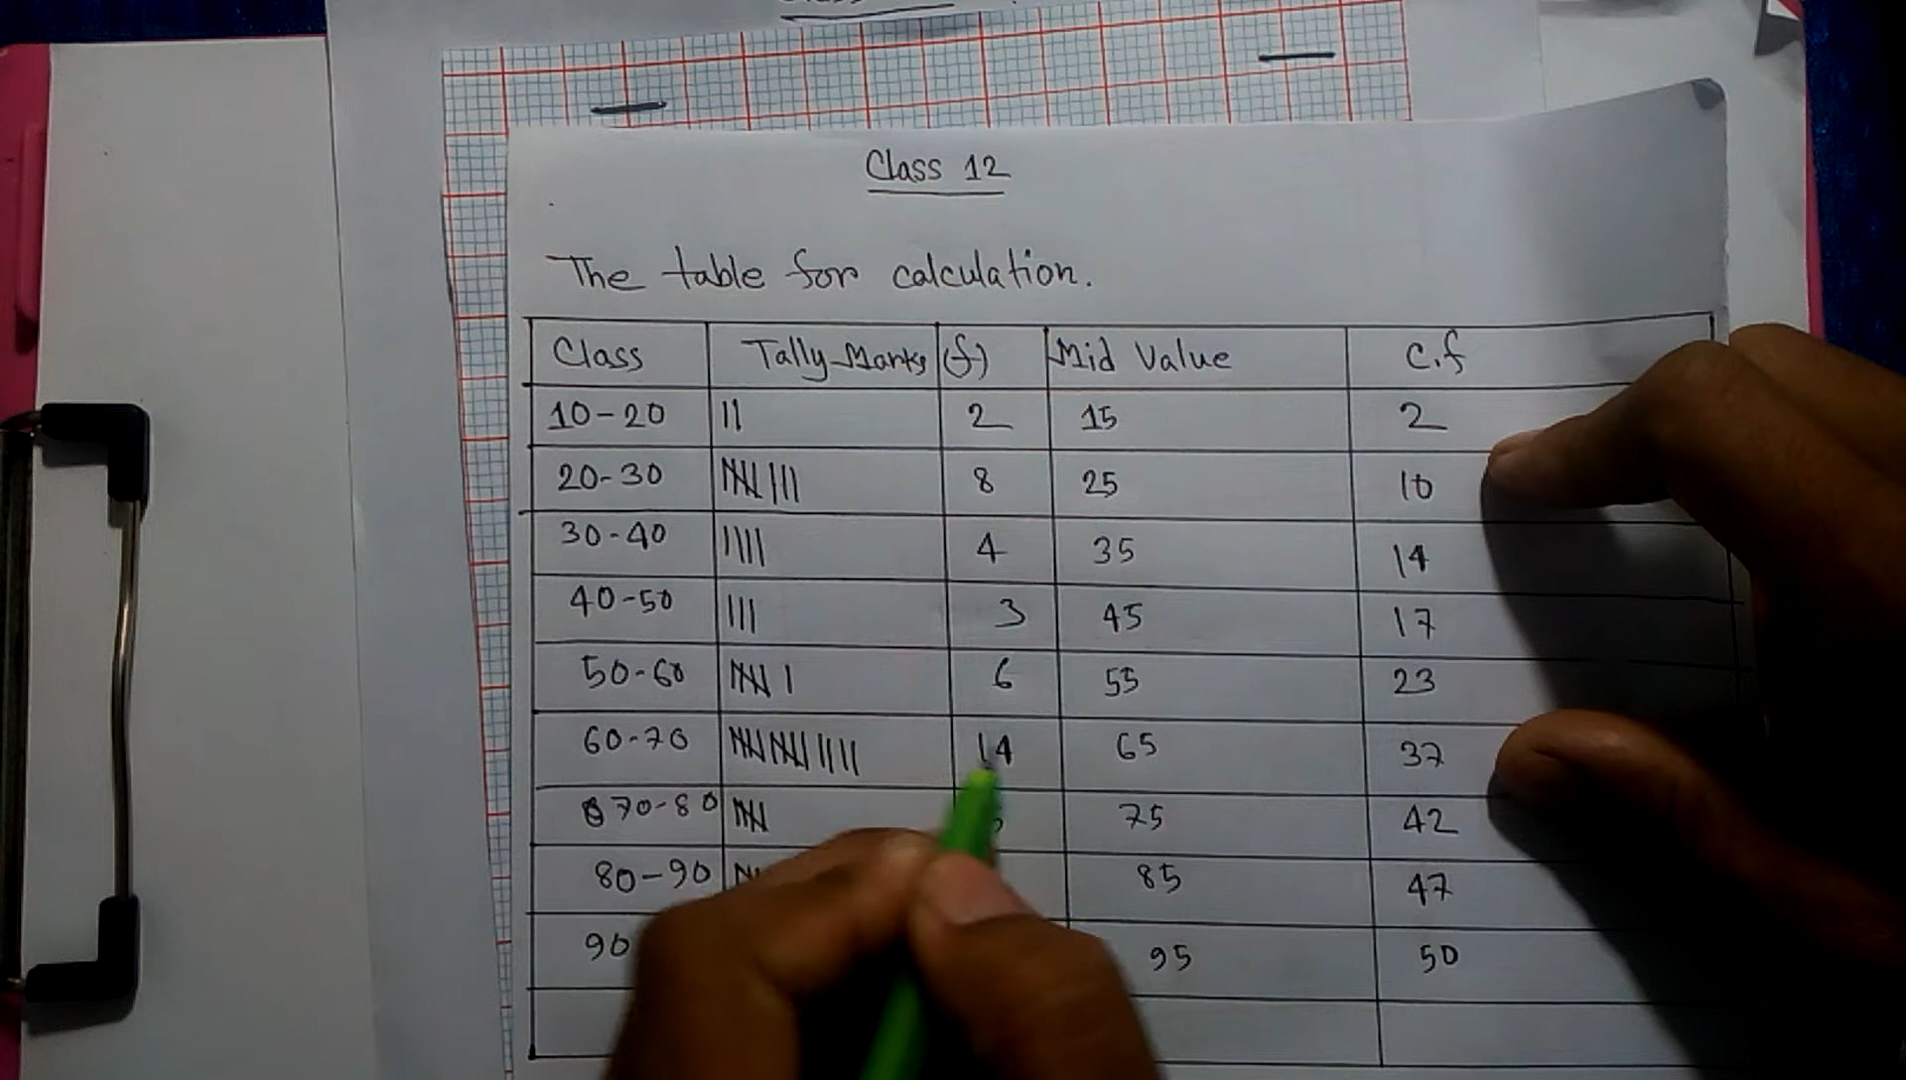 Class 12
The table for calculation.
Class Tally Marks (f) Mid Value C.f
10-20 || 2 15 2
20-30 8 25 10
30-40 |||| 4 35 14
40-50 ||| 3 45 17
50-60 6 55 23
60-70 14 65 37
70-80 75 42
80-90 85 47
90 95 50